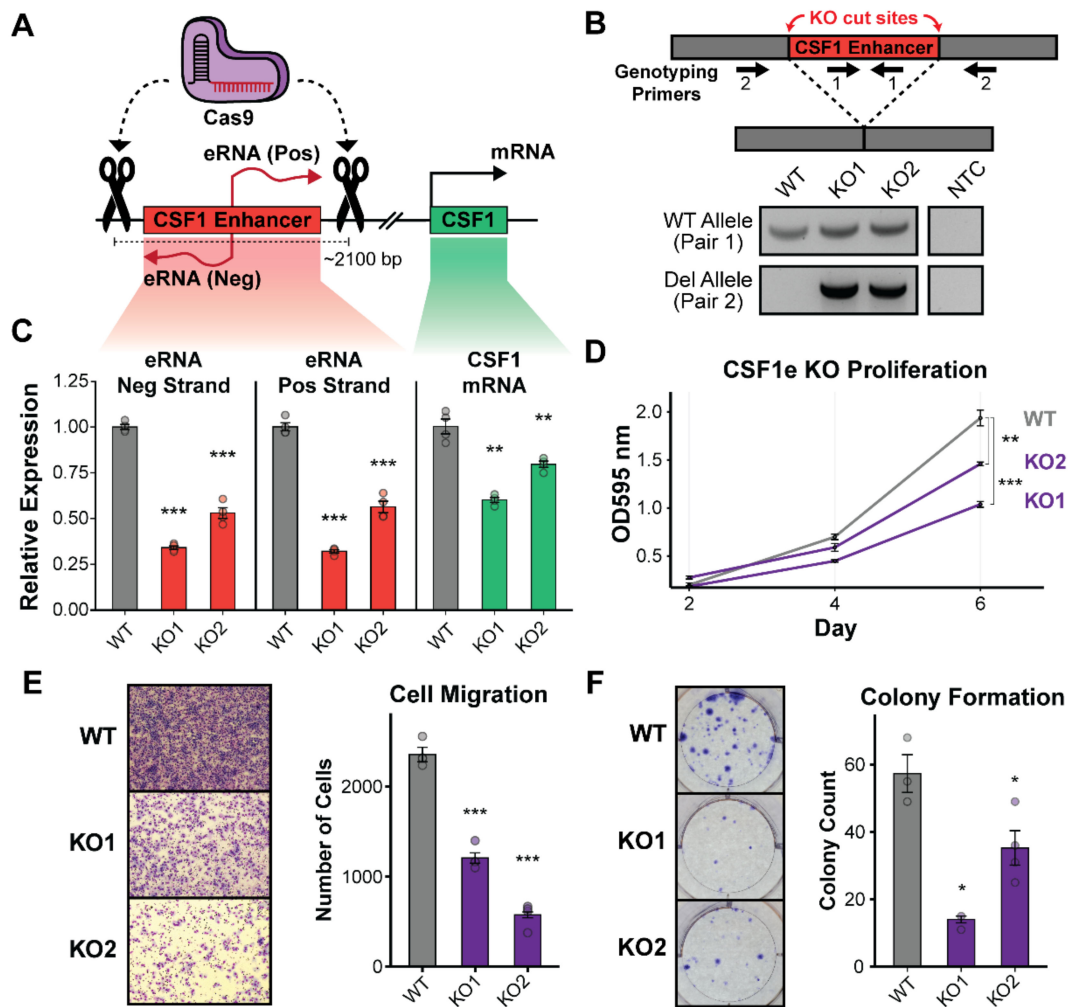 A
Cas9
eRNA (Pos)
mRNA
CSF1 Enhancer
CSF1
eRNA (Neg)
~2100 bp
B
KO cut sites
CSF1 Enhancer
Genotyping
Primers
2
1
1
2
WT
KO1
KO2
NTC
WT Allele
(Pair 1)
Del Allele
(Pair 2)
C
eRNA
Neg Strand
eRNA
Pos Strand
CSF1
mRNA
Relative Expression
1.25
1.00
0.75
0.50
0.25
0.00
***
***
***
***
**
**
WT
KO1
KO2
WT
KO1
KO2
WT
KO1
KO2
D
CSF1e KO Proliferation
OD595 nm
2.0
1.5
1.0
0.5
WT
**
KO2
***
KO1
2
4
6
Day
E
WT
KO1
KO2
Cell Migration
Number of Cells
2000
1000
0
***
***
WT
KO1
KO2
F
WT
KO1
KO2
Colony Formation
Colony Count
60
40
20
0
*
*
WT
KO1
KO2